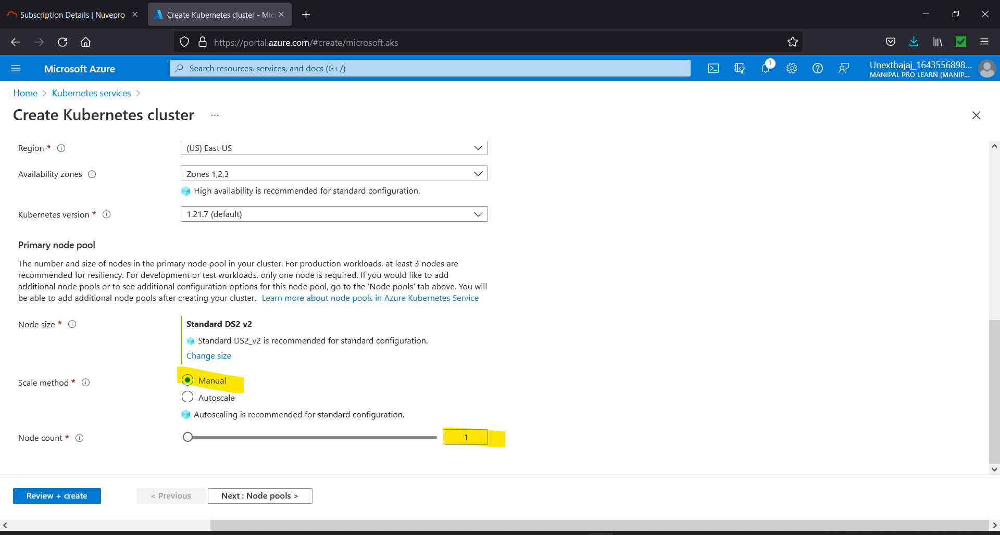 Subscription Details | Nuvepro
Create Kubernetes cluster - Mic
https://portal.azure.com/#create/microsoft.aks
Microsoft Azure
Search resources, services, and docs (G+/)
1
Unextbajaj_1643556898...
MANIPAL PRO LEARN (MANIP...
Home > Kubernetes services >
Create Kubernetes cluster ...
Region *
(US) East US
Availability zones
Zones 1,2,3
High availability is recommended for standard configuration.
Kubernetes version *
1.21.7 (default)
Primary node pool
The number and size of nodes in the primary node pool in your cluster. For production workloads, at least 3 nodes are
recommended for resiliency. For development or test workloads, only one node is required. If you would like to add
additional node pools or to see additional configuration options for this node pool, go to the 'Node pools' tab above. You will
be able to add additional node pools after creating your cluster. Learn more about node pools in Azure Kubernetes Service
Node size *
Standard DS2 v2
Standard DS2_v2 is recommended for standard configuration.
Change size
Scale method *
Manual
Autoscale
Autoscaling is recommended for standard configuration.
Node count *
1
Review + create
< Previous
Next : Node pools >